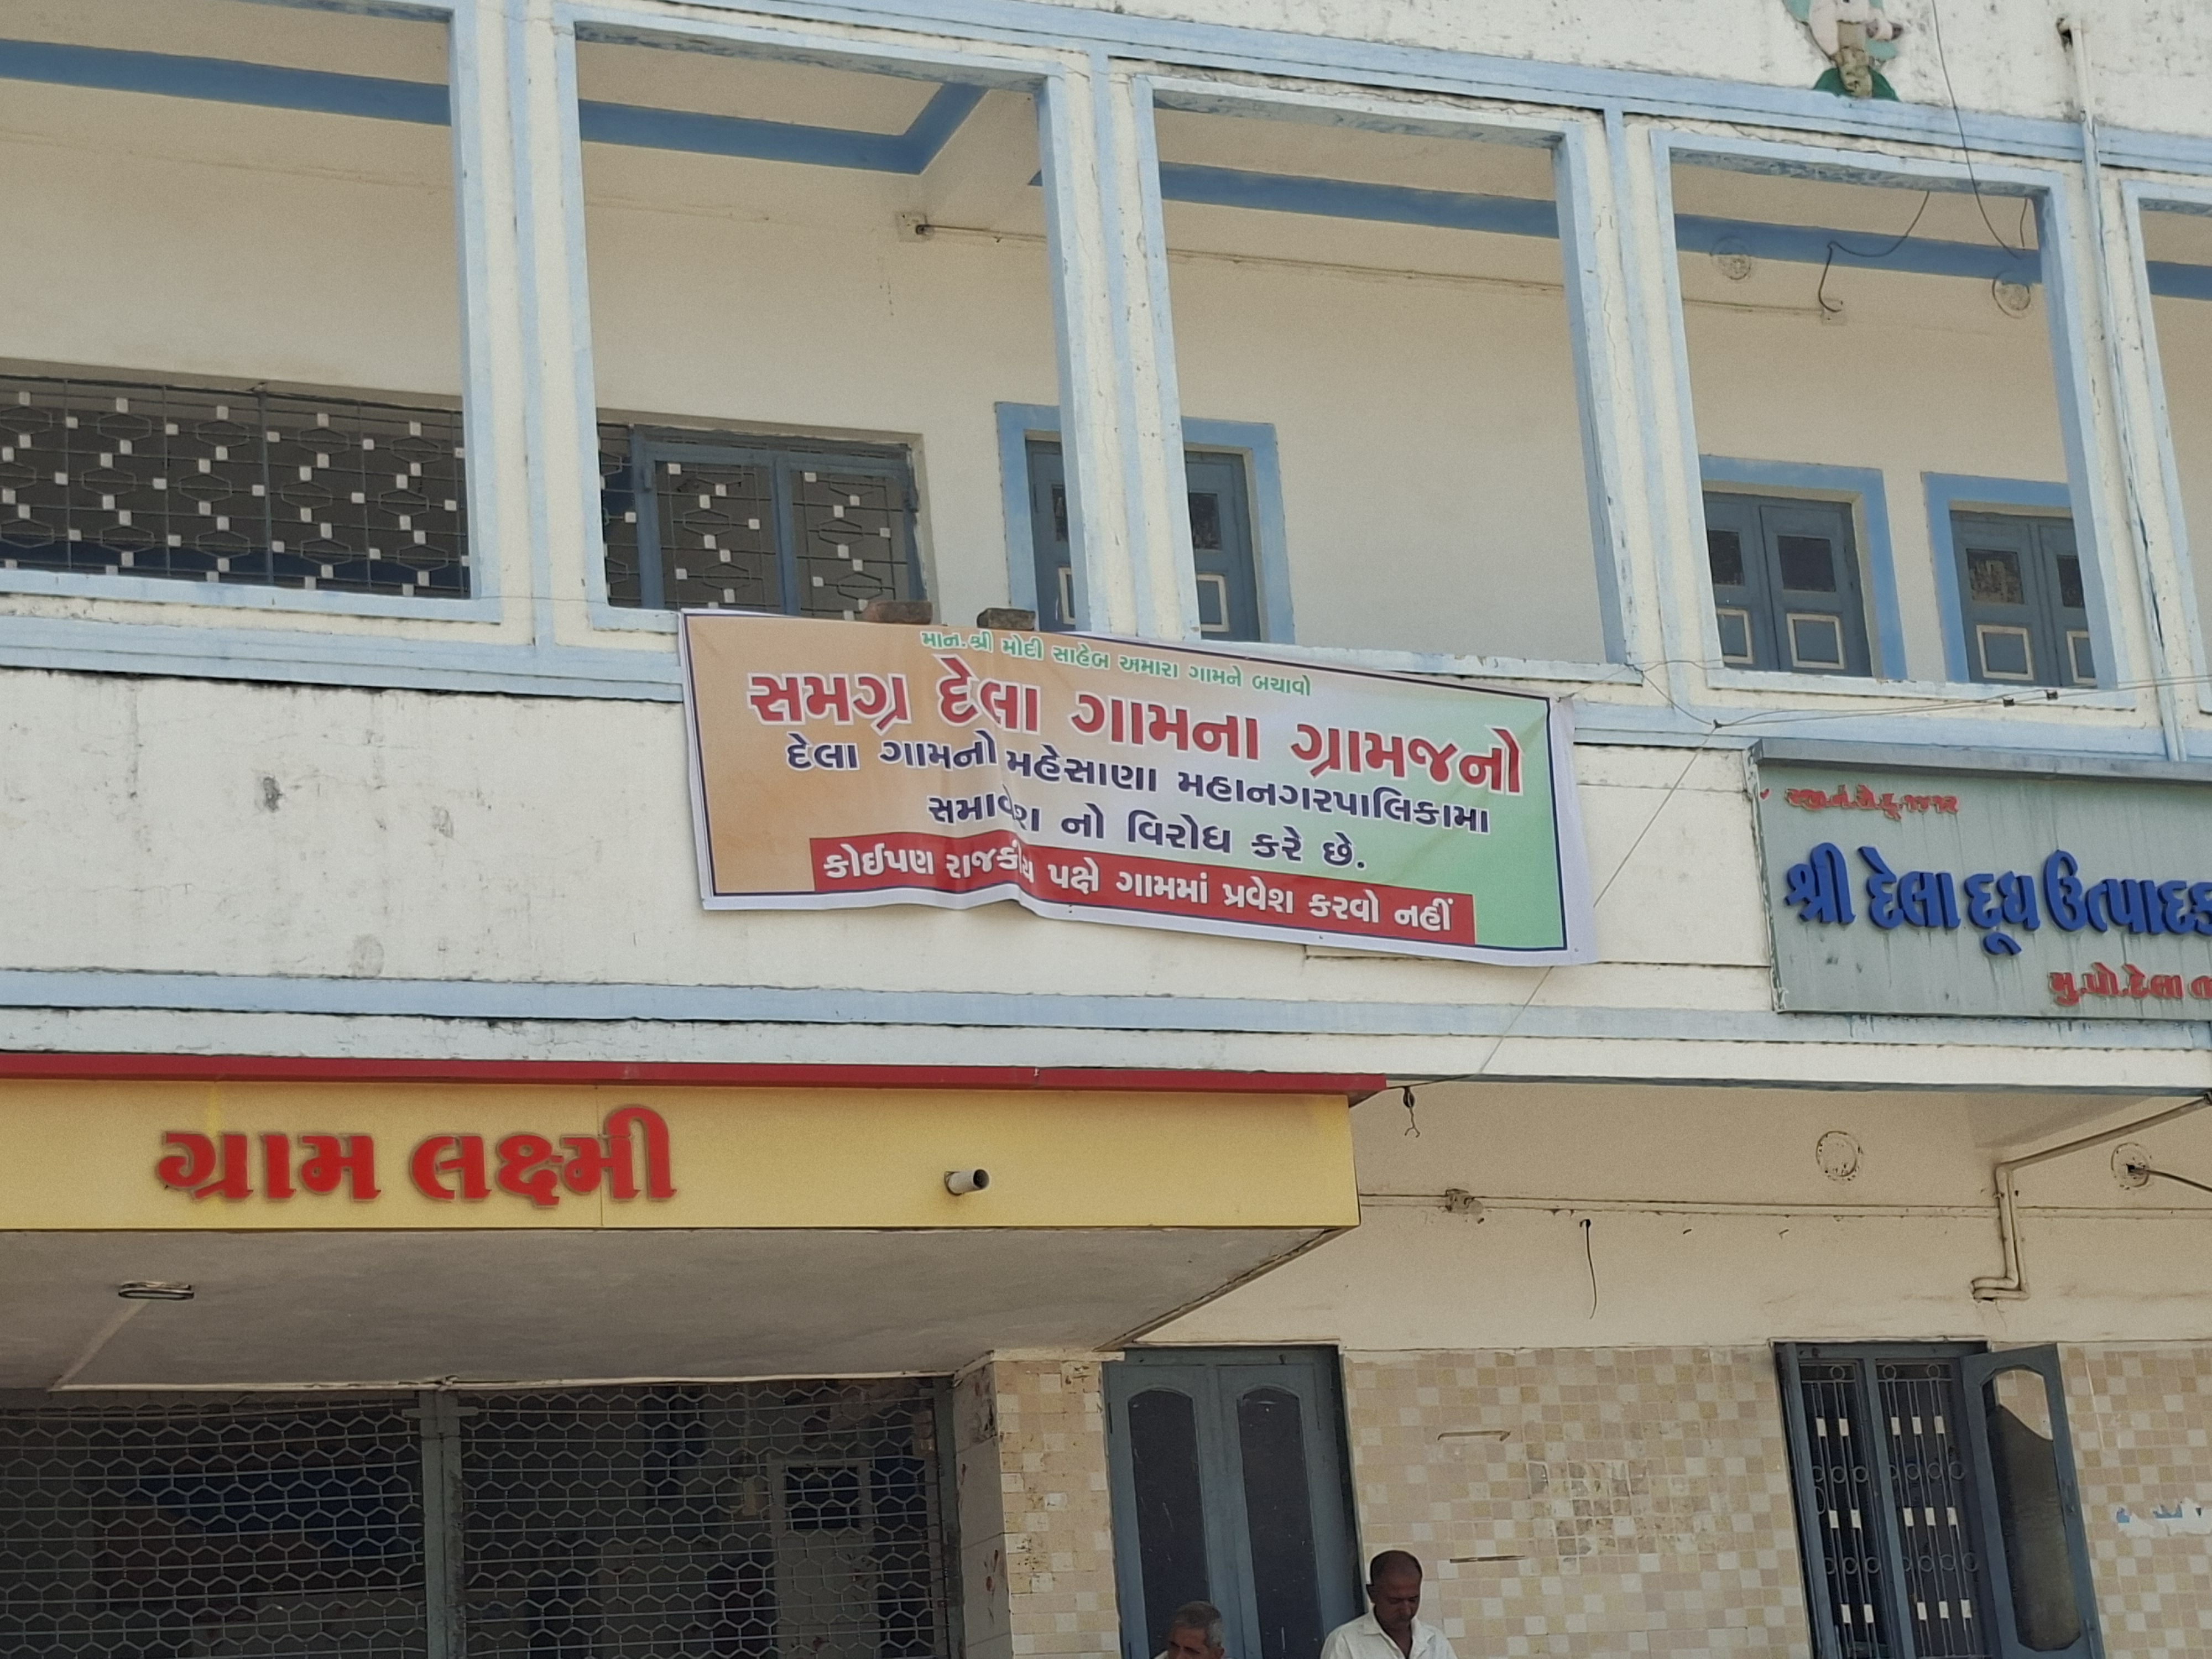 માન.શ્રી મોદી સાહેબ અમારા ગામને બચાવો
સમગ્ર દેલા ગામના ગ્રામજનો
દેલા ગામનો મહેસાણા મહાનગરપાલિકામા
સમાવેશ નો વિરોધ કરે છે.
કોઈપણ રાજકીય પક્ષે ગામમાં પ્રવેશ કરવો નહીં
શ્રી દેલા દૂધ ઉત્પાદક
મુ.પો.દેલા તા
ગ્રામ લક્ષ્મી